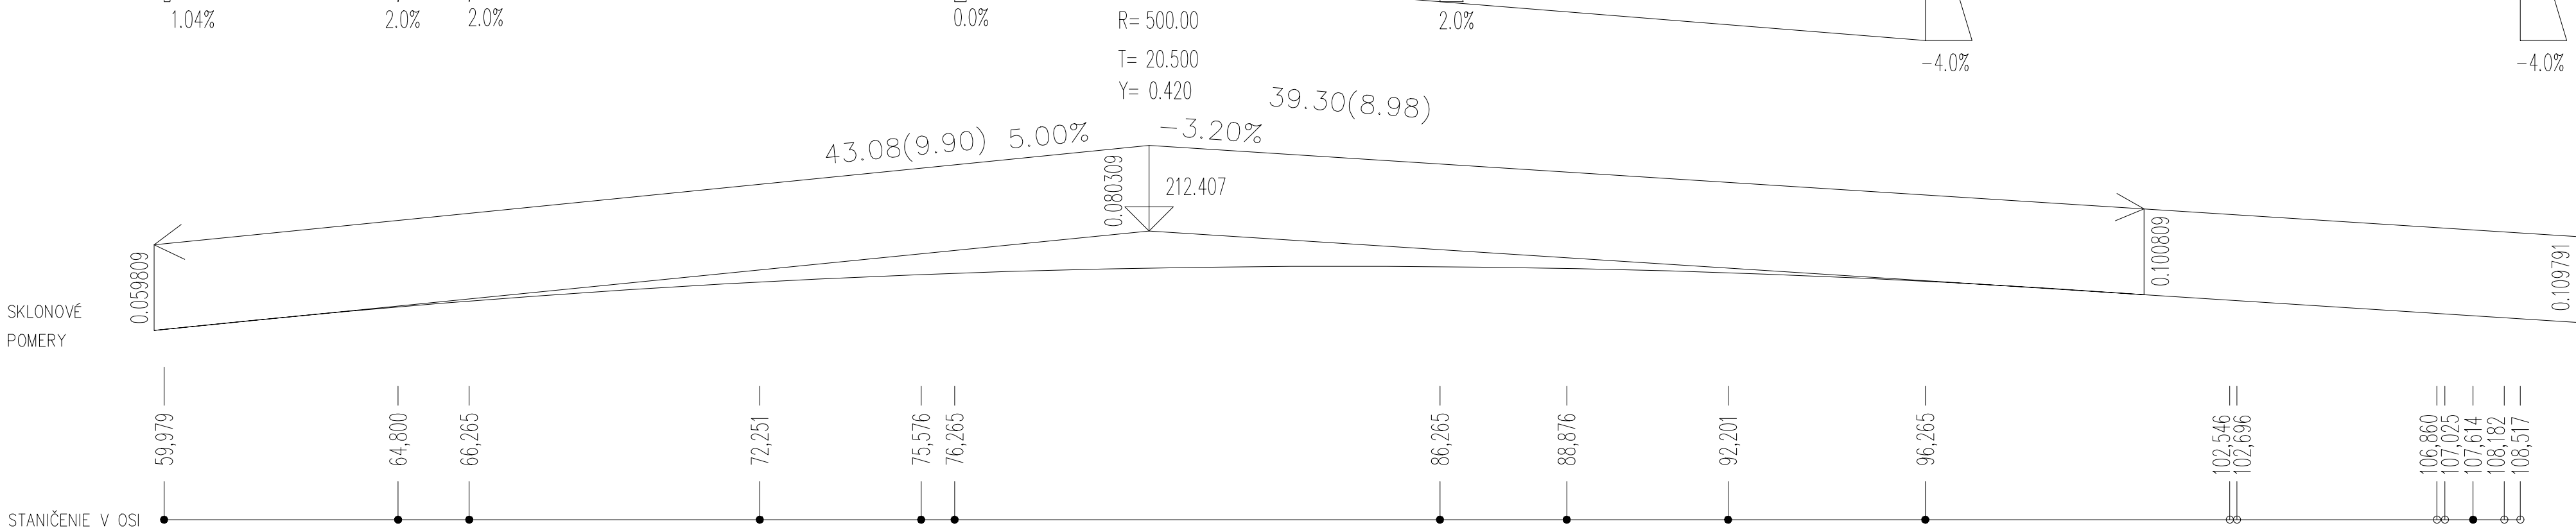 1.04% 2.0% 2.0% 0.0% R= 500.00 2.0%
T= 20.500 -4.0% -4.0%
Y= 0.420
43.08(9.90) 5.00% -3.20% 39.30(8.98)
0.059809 0.080309 212.407 0.100809 0.109791
SKLONOVÉ
POMERY
59,979 64,800 66,265 72,251 75,576 76,265 86,265 88,876 92,201 96,265 102,546 102,696 106,860 107,025 107,614 108,182 108,517
STANIČENIE V OSI